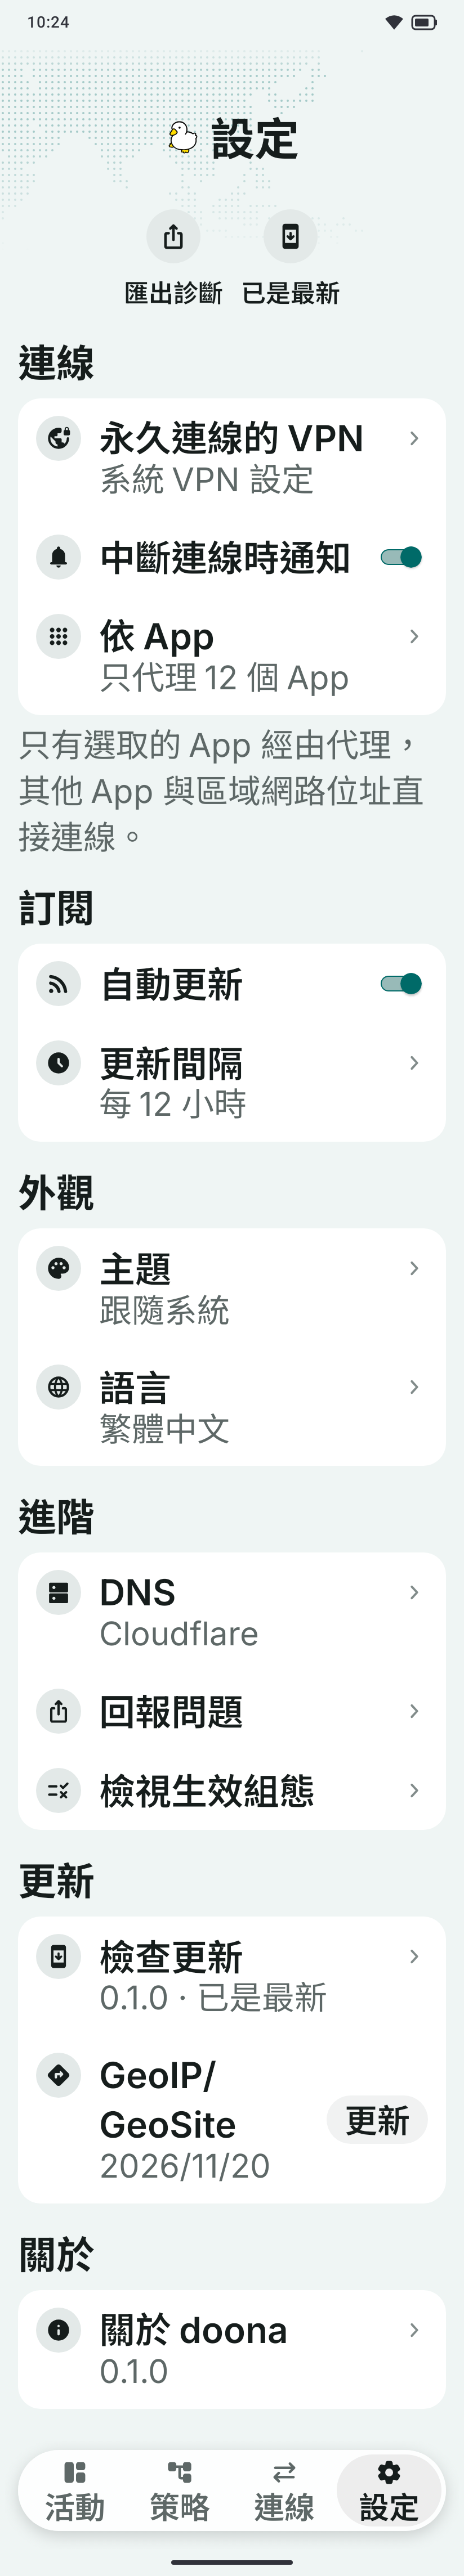 10:24
設定
匯出診斷
已是最新
連線
永久連線的 VPN
系統 VPN 設定
中斷連線時通知
依 App
只代理 12 個 App
只有選取的 App 經由代理，
其他 App 與區域網路位址直
接連線。
訂閱
自動更新
更新間隔
每 12 小時
外觀
主題
跟隨系統
語言
繁體中文
進階
DNS
Cloudflare
回報問題
檢視生效組態
更新
檢查更新
0.1.0 · 已是最新
GeoIP/
GeoSite
2026/11/20
更新
關於
關於 doona
0.1.0
活動
策略
連線
設定